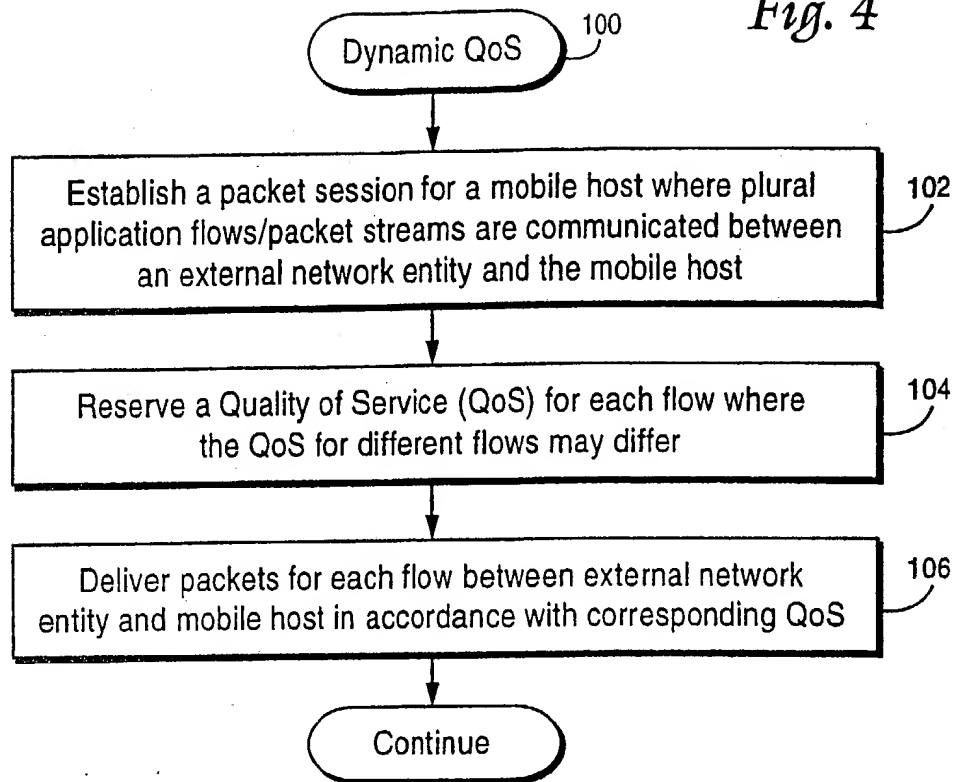 Fig. 4
Dynamic QoS
100
Establish a packet session for a mobile host where plural
application flows/packet streams are communicated between
an external network entity and the mobile host
102
Reserve a Quality of Service (QoS) for each flow where
the QoS for different flows may differ
104
Deliver packets for each flow between external network
entity and mobile host in accordance with corresponding QoS
106
Continue